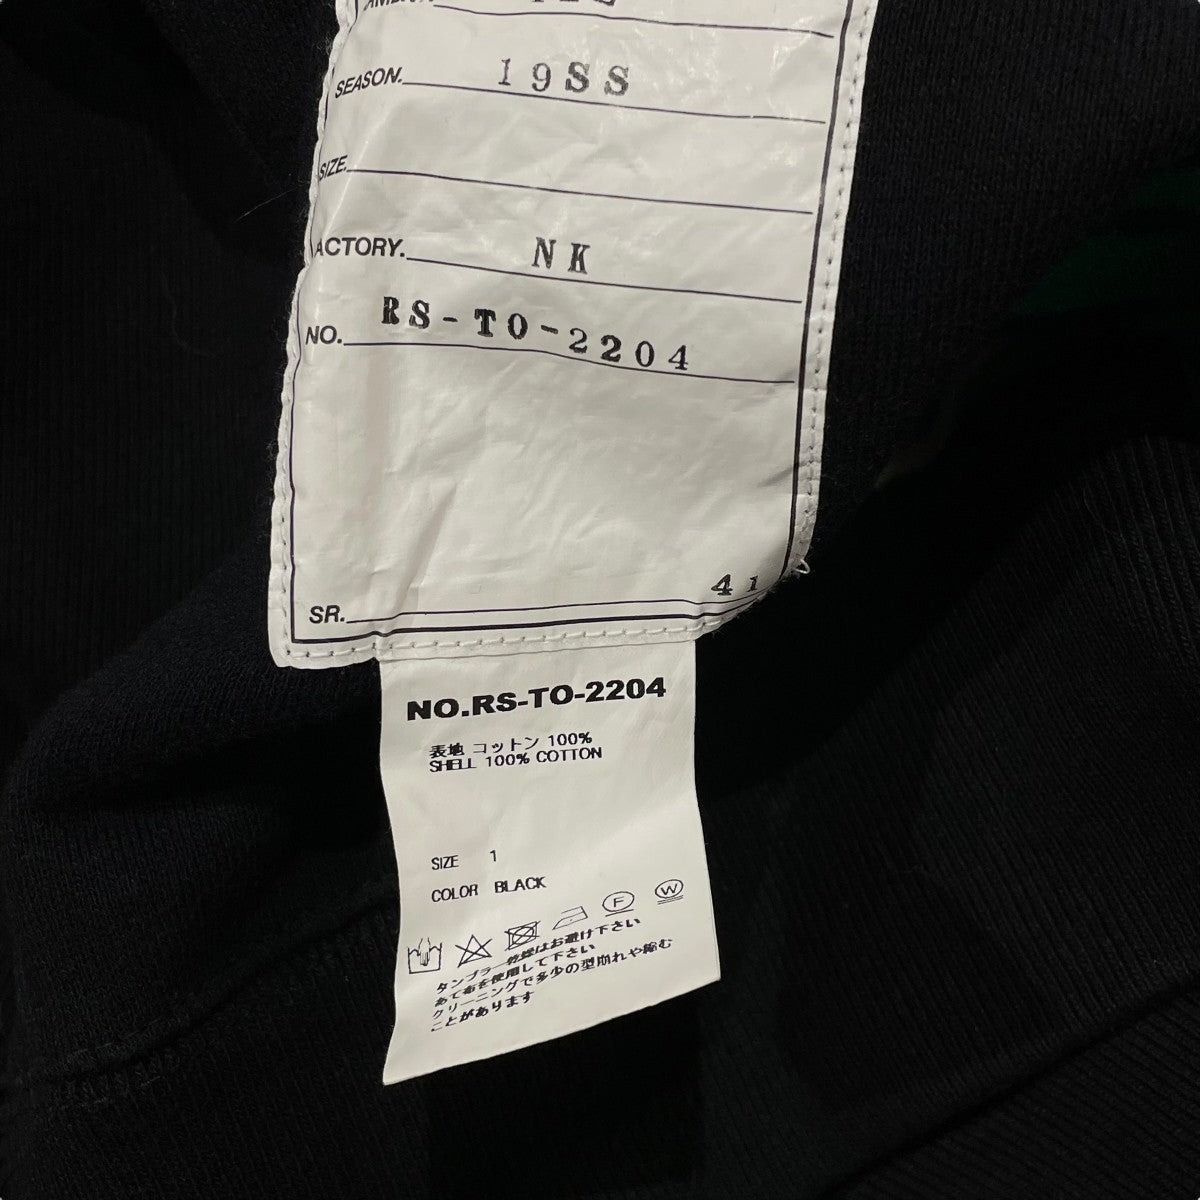 SEASON. 19SS
SIZE.
ACTORY. NK
NO. RS-TO-2204
SR. 41
NO.RS-TO-2204
表地 コットン 100%
SHELL 100% COTTON
SIZE 1
COLOR BLACK
F W
タンブラー乾燥はお避け下さい
あて布を使用して下さい
クリーニングで多少の型崩れや縮む
ことがあります